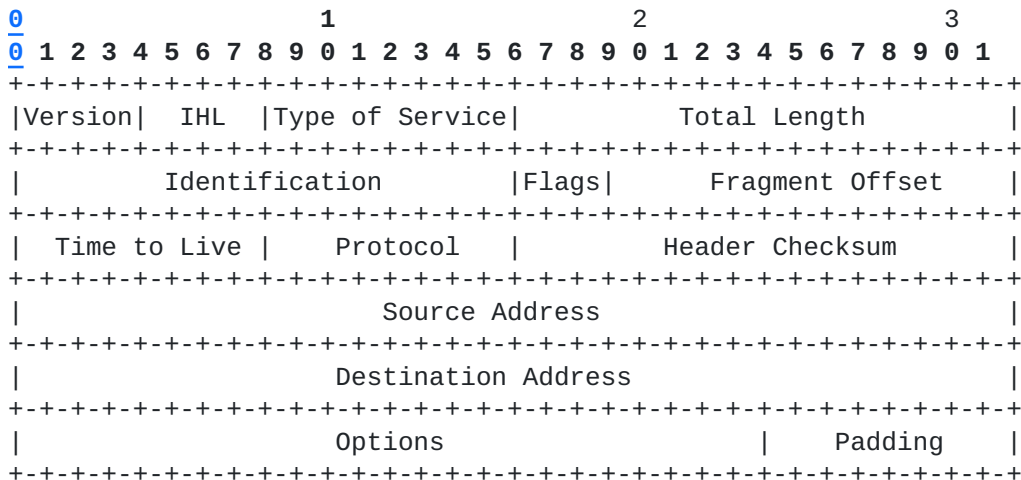 0                   1                   2                   3
0 1 2 3 4 5 6 7 8 9 0 1 2 3 4 5 6 7 8 9 0 1 2 3 4 5 6 7 8 9 0 1
+-+-+-+-+-+-+-+-+-+-+-+-+-+-+-+-+-+-+-+-+-+-+-+-+-+-+-+-+-+-+-+-+
|Version|  IHL  |Type of Service|          Total Length         |
+-+-+-+-+-+-+-+-+-+-+-+-+-+-+-+-+-+-+-+-+-+-+-+-+-+-+-+-+-+-+-+-+
|         Identification        |Flags|      Fragment Offset    |
+-+-+-+-+-+-+-+-+-+-+-+-+-+-+-+-+-+-+-+-+-+-+-+-+-+-+-+-+-+-+-+-+
|  Time to Live |    Protocol   |         Header Checksum       |
+-+-+-+-+-+-+-+-+-+-+-+-+-+-+-+-+-+-+-+-+-+-+-+-+-+-+-+-+-+-+-+-+
|                       Source Address                          |
+-+-+-+-+-+-+-+-+-+-+-+-+-+-+-+-+-+-+-+-+-+-+-+-+-+-+-+-+-+-+-+-+
|                    Destination Address                        |
+-+-+-+-+-+-+-+-+-+-+-+-+-+-+-+-+-+-+-+-+-+-+-+-+-+-+-+-+-+-+-+-+
|                    Options                    |    Padding    |
+-+-+-+-+-+-+-+-+-+-+-+-+-+-+-+-+-+-+-+-+-+-+-+-+-+-+-+-+-+-+-+-+